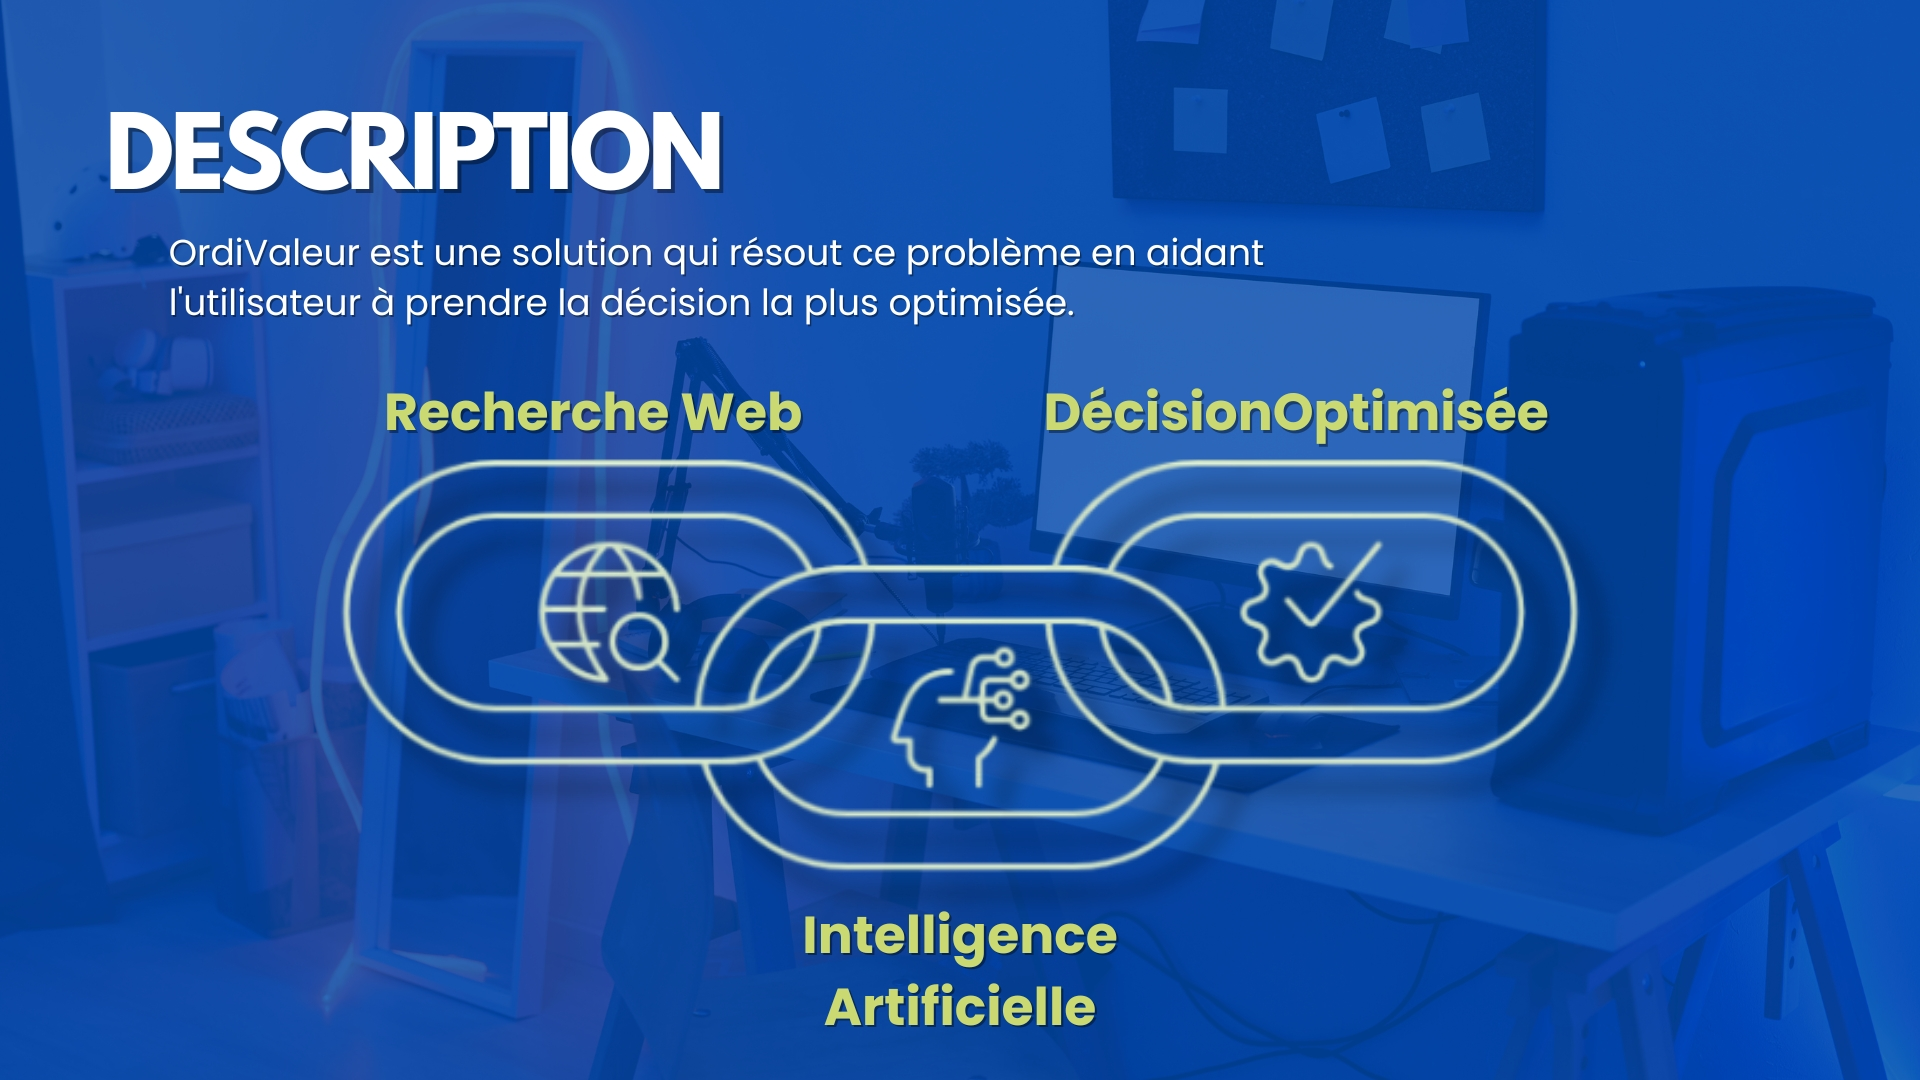 DESCRIPTION
OrdiValeur est une solution qui résout ce problème en aidant
l'utilisateur à prendre la décision la plus optimisée.
Recherche Web
DécisionOptimisée
Intelligence
Artificielle